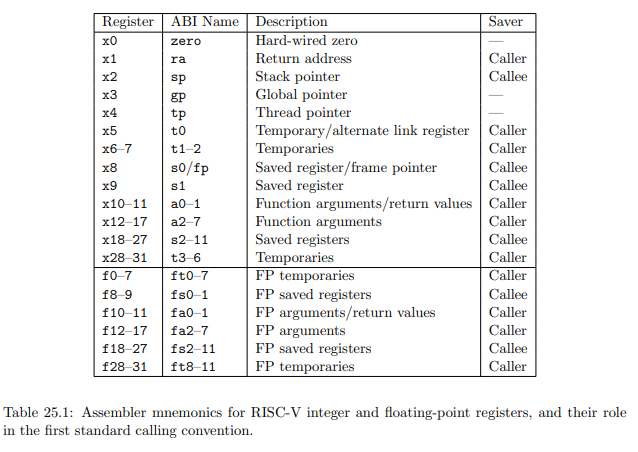 Register ABI Name Description Saver
x0 zero Hard-wired zero —
x1 ra Return address Caller
x2 sp Stack pointer Callee
x3 gp Global pointer —
x4 tp Thread pointer —
x5 t0 Temporary/alternate link register Caller
x6–7 t1–2 Temporaries Caller
x8 s0/fp Saved register/frame pointer Callee
x9 s1 Saved register Callee
x10–11 a0–1 Function arguments/return values Caller
x12–17 a2–7 Function arguments Caller
x18–27 s2–11 Saved registers Callee
x28–31 t3–6 Temporaries Caller
f0–7 ft0–7 FP temporaries Caller
f8–9 fs0–1 FP saved registers Callee
f10–11 fa0–1 FP arguments/return values Caller
f12–17 fa2–7 FP arguments Caller
f18–27 fs2–11 FP saved registers Callee
f28–31 ft8–11 FP temporaries Caller
Table 25.1: Assembler mnemonics for RISC-V integer and floating-point registers, and their role
in the first standard calling convention.